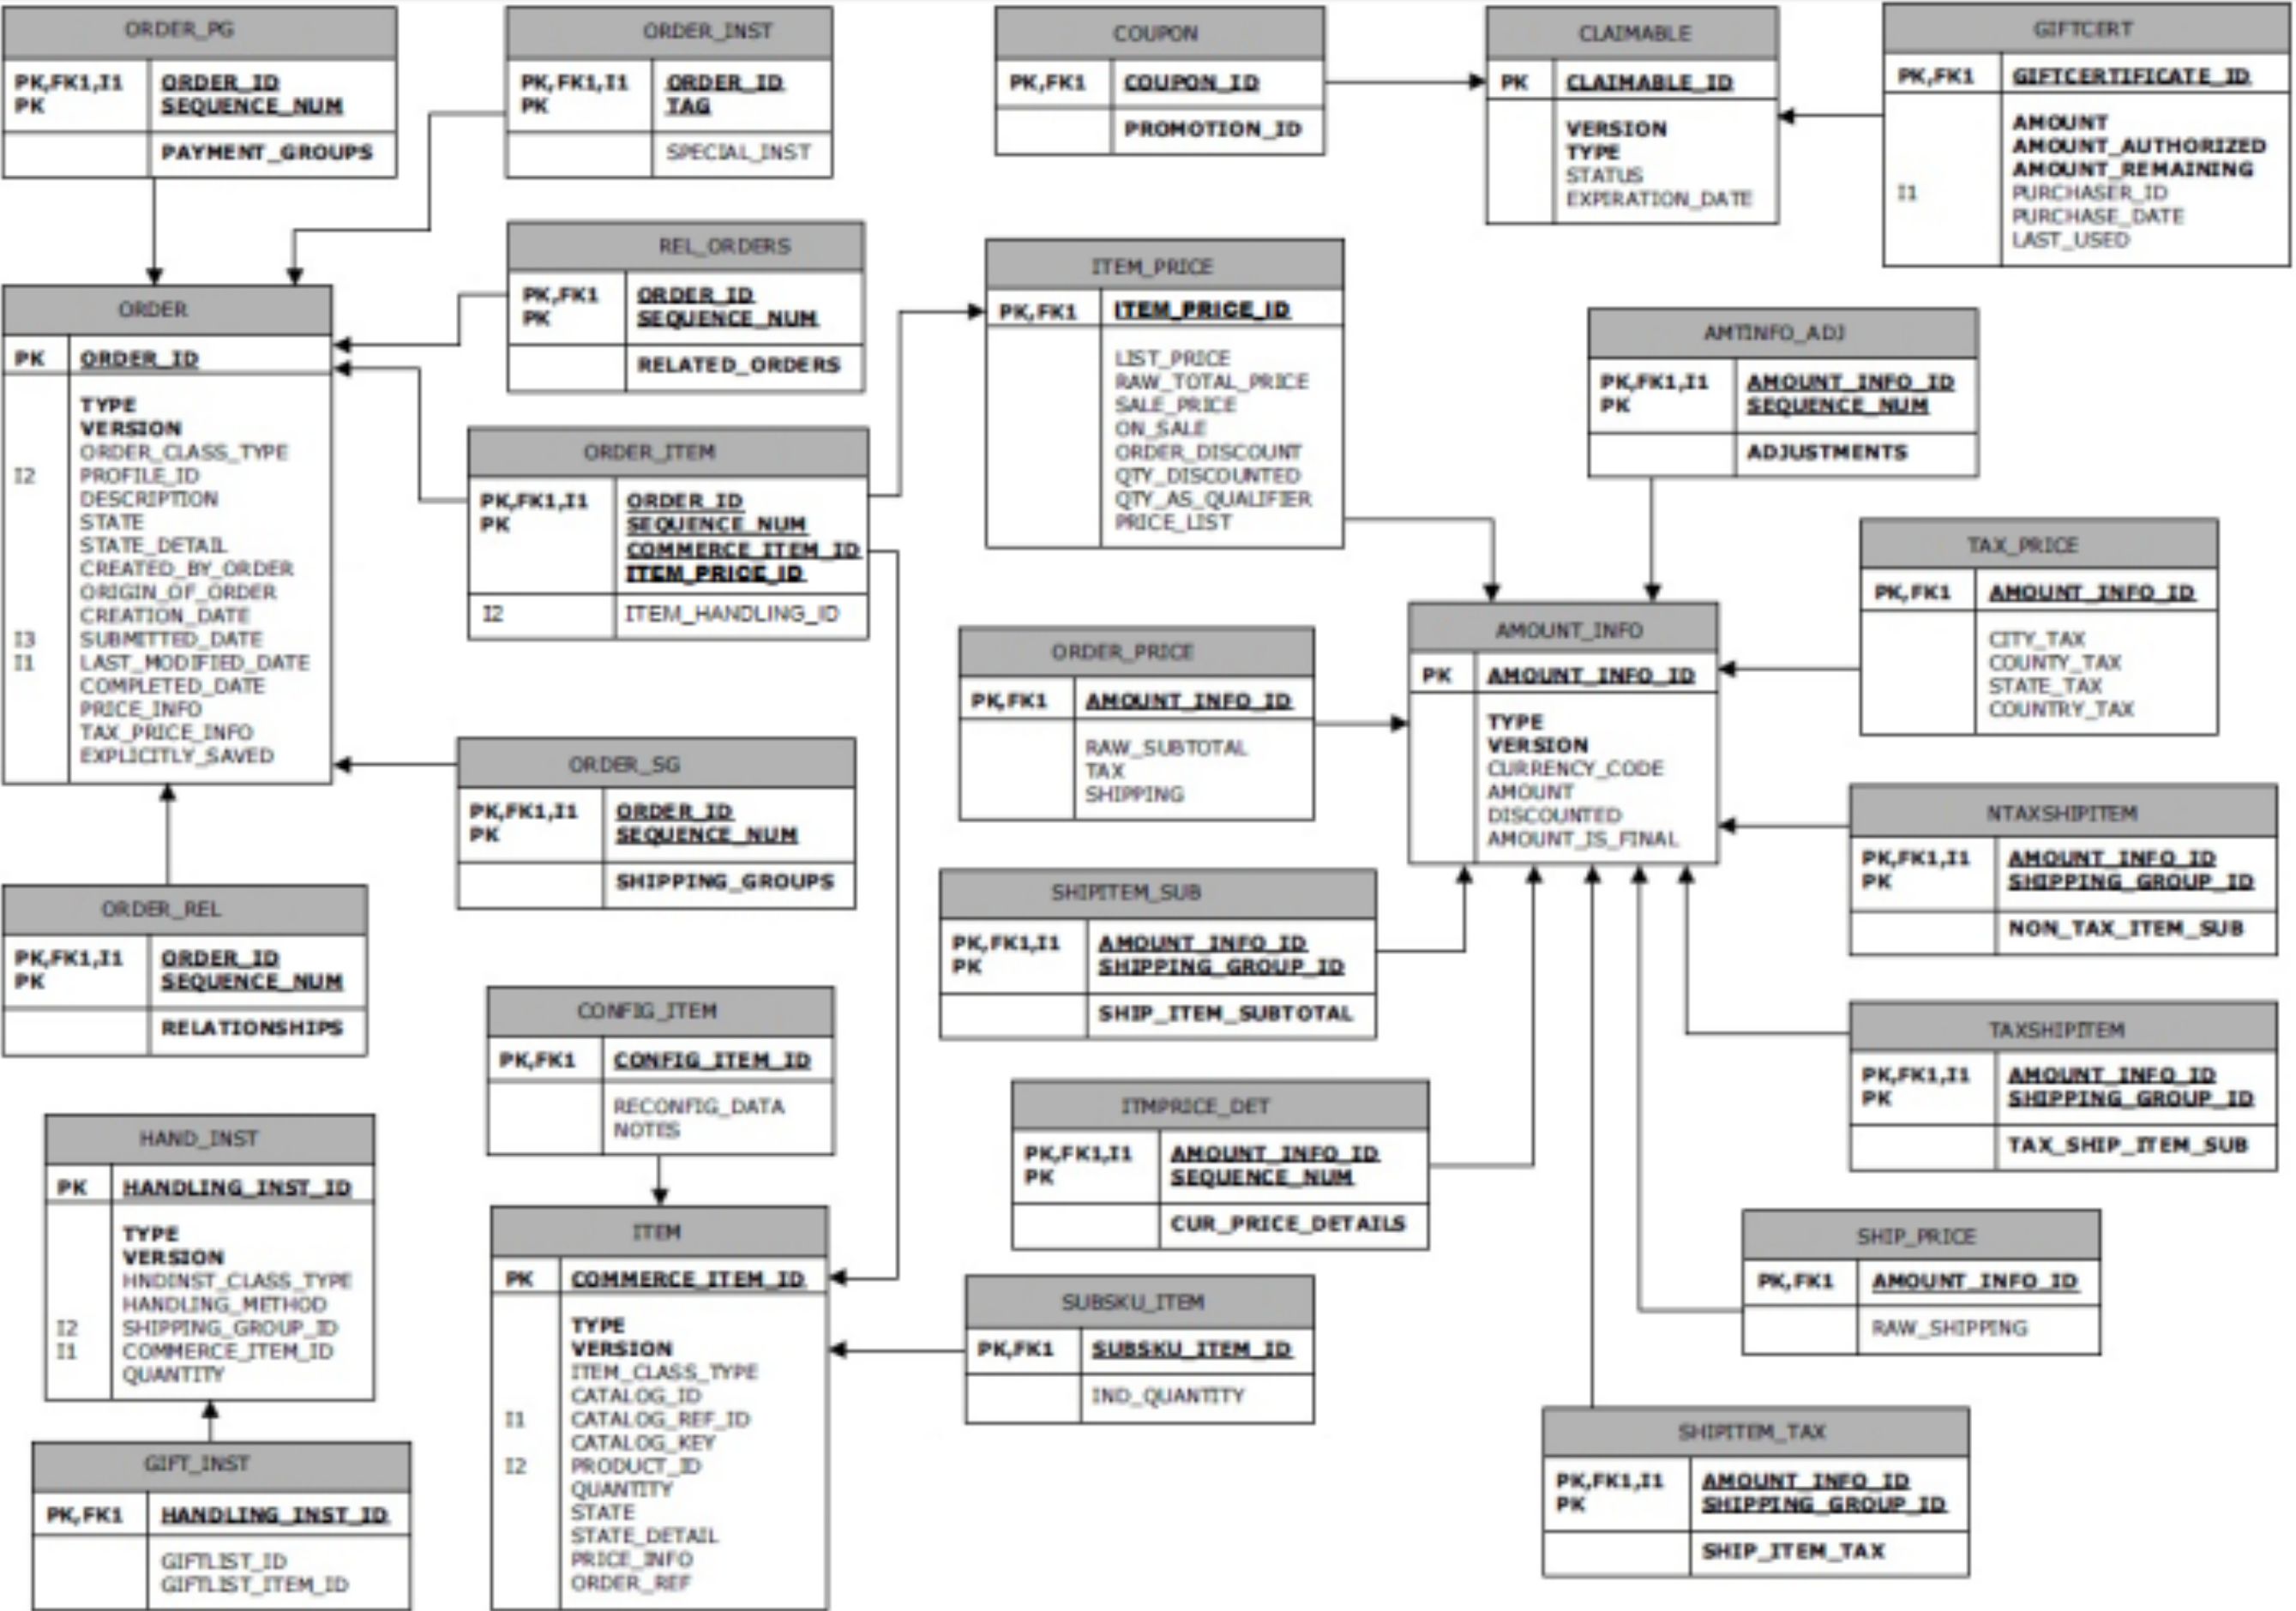 ORDER_PG
PK,FK1,I1 ORDER_ID
PK SEQUENCE_NUM
PAYMENT_GROUPS
ORDER_INST
PK,FK1,I1 ORDER_ID
PK TAG
SPECIAL_INST
COUPON
PK,FK1 COUPON_ID
PROMOTION_ID
CLAIMABLE
PK CLAIMABLE_ID
VERSION
TYPE
STATUS
EXPIRATION_DATE
GIFTCERT
PK,FK1 GIFTCERTIFICATE_ID
AMOUNT
AMOUNT_AUTHORIZED
AMOUNT_REMAINING
I1 PURCHASER_ID
PURCHASE_DATE
LAST_USED
REL_ORDERS
PK,FK1 ORDER_ID
PK SEQUENCE_NUM
RELATED_ORDERS
ITEM_PRICE
PK,FK1 ITEM_PRICE_ID
LIST_PRICE
RAW_TOTAL_PRICE
SALE_PRICE
ON_SALE
ORDER_DISCOUNT
QTY_DISCOUNTED
QTY_AS_QUALIFIER
PRICE_LIST
ORDER
PK ORDER_ID
TYPE
VERSION
ORDER_CLASS_TYPE
I2 PROFILE_ID
DESCRIPTION
STATE
STATE_DETAIL
CREATED_BY_ORDER
ORIGIN_OF_ORDER
CREATION_DATE
I3 SUBMITTED_DATE
I1 LAST_MODIFIED_DATE
COMPLETED_DATE
PRICE_INFO
TAX_PRICE_INFO
EXPLICITLY_SAVED
AMTINFO_ADJ
PK,FK1,I1 AMOUNT_INFO_ID
PK SEQUENCE_NUM
ADJUSTMENTS
ORDER_ITEM
PK,FK1,I1 ORDER_ID
PK SEQUENCE_NUM
COMMERCE_ITEM_ID
ITEM_PRICE_ID
I2 ITEM_HANDLING_ID
TAX_PRICE
PK,FK1 AMOUNT_INFO_ID
CITY_TAX
COUNTY_TAX
STATE_TAX
COUNTRY_TAX
AMOUNT_INFO
PK AMOUNT_INFO_ID
TYPE
VERSION
CURRENCY_CODE
AMOUNT
DISCOUNTED
AMOUNT_IS_FINAL
ORDER_PRICE
PK,FK1 AMOUNT_INFO_ID
RAW_SUBTOTAL
TAX
SHIPPING
ORDER_SG
PK,FK1,I1 ORDER_ID
PK SEQUENCE_NUM
SHIPPING_GROUPS
NTAXSHIPITEM
PK,FK1,I1 AMOUNT_INFO_ID
PK SHIPPING_GROUP_ID
NON_TAX_ITEM_SUB
SHIPITEM_SUB
PK,FK1,I1 AMOUNT_INFO_ID
PK SHIPPING_GROUP_ID
SHIP_ITEM_SUBTOTAL
ORDER_REL
PK,FK1,I1 ORDER_ID
PK SEQUENCE_NUM
RELATIONSHIPS
CONFIG_ITEM
PK,FK1 CONFIG_ITEM_ID
RECONFIG_DATA
NOTES
TAXSHIPITEM
PK,FK1,I1 AMOUNT_INFO_ID
PK SHIPPING_GROUP_ID
TAX_SHIP_ITEM_SUB
ITMPRICE_DET
PK,FK1,I1 AMOUNT_INFO_ID
PK SEQUENCE_NUM
CUR_PRICE_DETAILS
HAND_INST
PK HANDLING_INST_ID
TYPE
VERSION
HNDINST_CLASS_TYPE
HANDLING_METHOD
I2 SHIPPING_GROUP_ID
I1 COMMERCE_ITEM_ID
QUANTITY
ITEM
PK COMMERCE_ITEM_ID
TYPE
VERSION
ITEM_CLASS_TYPE
CATALOG_ID
I1 CATALOG_REF_ID
CATALOG_KEY
I2 PRODUCT_ID
QUANTITY
STATE
STATE_DETAIL
PRICE_INFO
ORDER_REF
SHIP_PRICE
PK,FK1 AMOUNT_INFO_ID
RAW_SHIPPING
SUBSKU_ITEM
PK,FK1 SUBSKU_ITEM_ID
IND_QUANTITY
SHIPITEM_TAX
PK,FK1,I1 AMOUNT_INFO_ID
PK SHIPPING_GROUP_ID
SHIP_ITEM_TAX
GIFT_INST
PK,FK1 HANDLING_INST_ID
GIFTLIST_ID
GIFTLIST_ITEM_ID